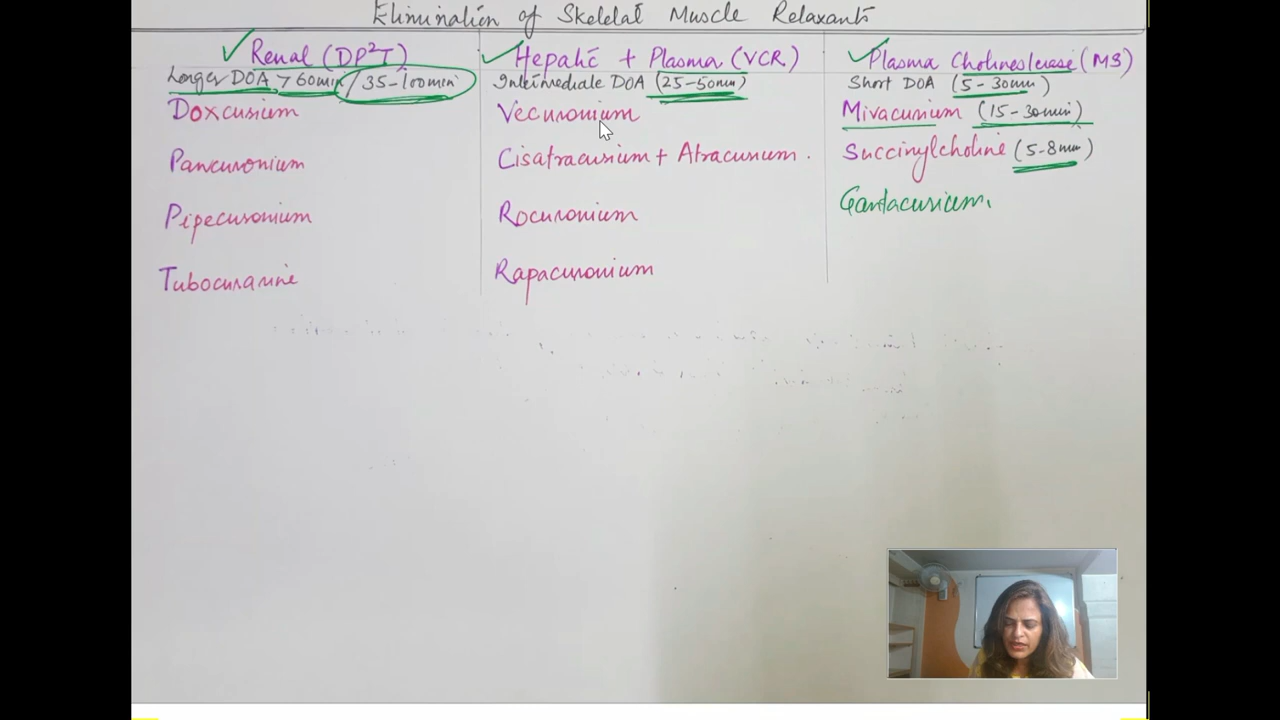 Elimination of Skeletal Muscle Relaxants
Renal (DP²T)
Longer DOA > 60min / 35-100min
Doxcurium
Pancuronium
Pipecuronium
Tubocurarine
Hepatic + Plasma (VCR)
Intermediate DOA (25-50min)
Vecuronium
Cisatracurium + Atracurium.
Rocuronium
Rapacuronium
Plasma Cholinesterase (MS)
Short DOA (5-30min)
Mivacurium (15-30min)
Succinylcholine (5-8min)
Gantacurium.